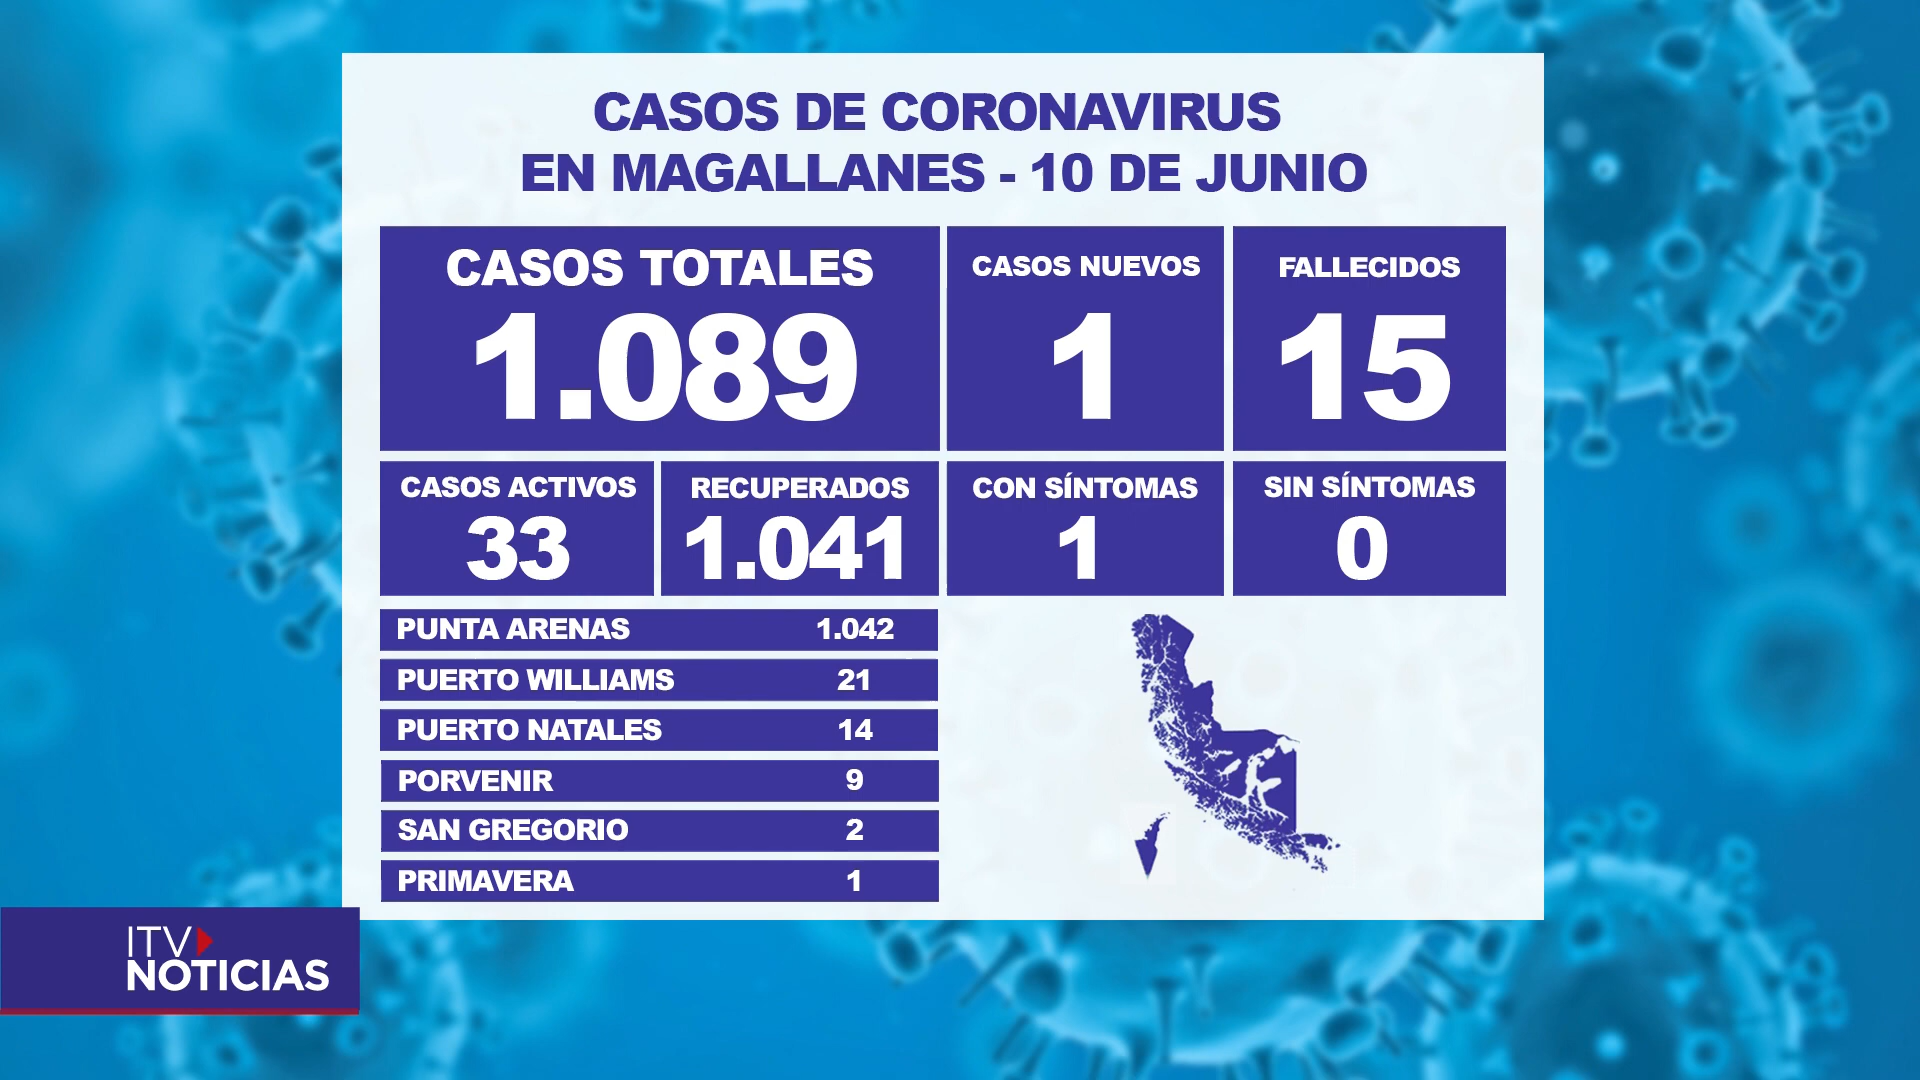 CASOS DE CORONAVIRUS
EN MAGALLANES - 10 DE JUNIO
CASOS TOTALES
1.089
CASOS NUEVOS
1
FALLECIDOS
15
CASOS ACTIVOS
33
RECUPERADOS
1.041
CON SÍNTOMAS
1
SIN SÍNTOMAS
0
PUNTA ARENAS 1.042
PUERTO WILLIAMS 21
PUERTO NATALES 14
PORVENIR 9
SAN GREGORIO 2
PRIMAVERA 1
ITV
NOTICIAS